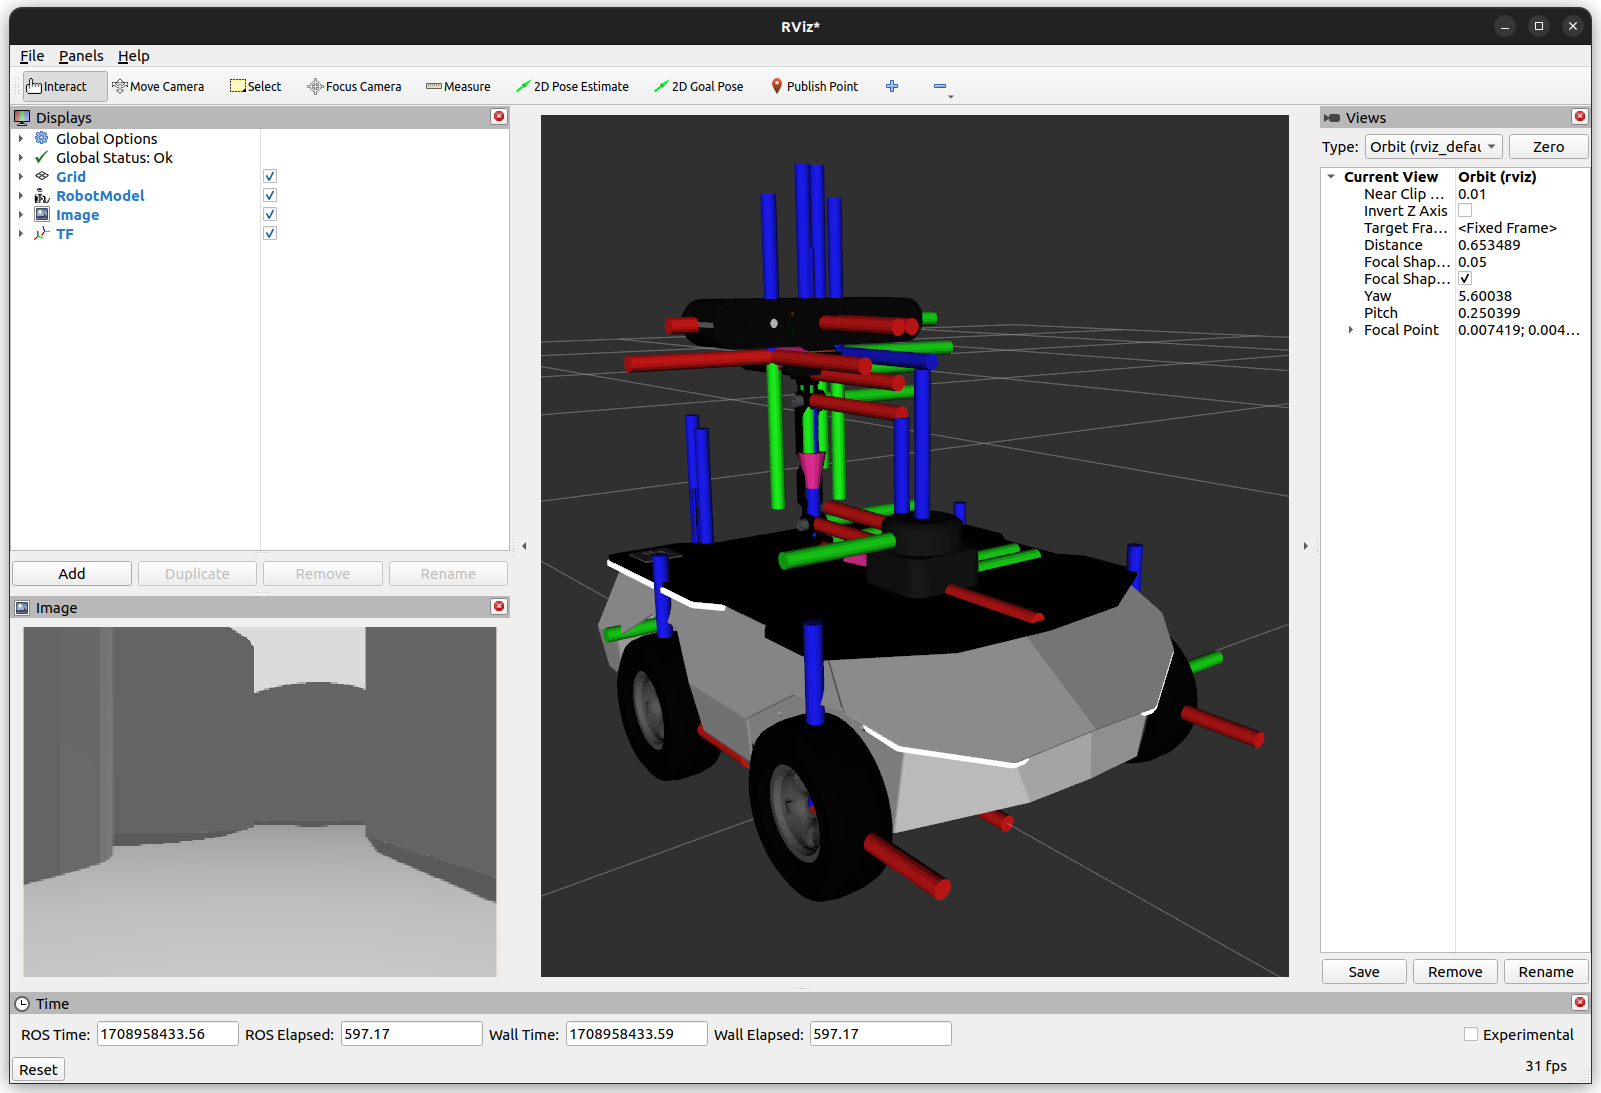 RViz*
File Panels Help
Interact Move Camera Select Focus Camera Measure 2D Pose Estimate 2D Goal Pose Publish Point
Displays
Global Options
Global Status: Ok
Grid
RobotModel
Image
TF
Add Duplicate Remove Rename
Image
Views
Type: Orbit (rviz_defau Zero
Current View Orbit (rviz)
Near Clip ... 0.01
Invert Z Axis
Target Fra... <Fixed Frame>
Distance 0.653489
Focal Shap... 0.05
Focal Shap...
Yaw 5.60038
Pitch 0.250399
Focal Point 0.007419; 0.004...
Save Remove Rename
Time
ROS Time: 1708958433.56 ROS Elapsed: 597.17 Wall Time: 1708958433.59 Wall Elapsed: 597.17 Experimental
Reset 31 fps